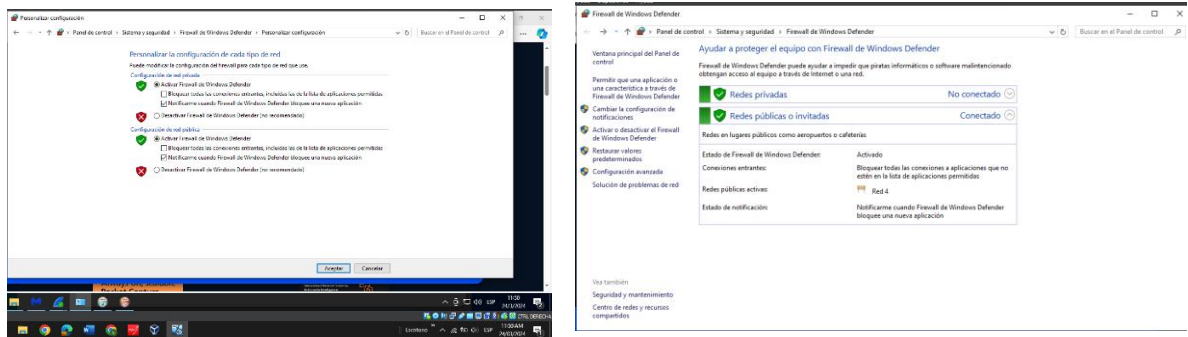 Personalizar configuración
Panel de control > Sistema y seguridad > Firewall de Windows Defender > Personalizar configuración
Buscar en el Panel de control
Personalizar la configuración de cada tipo de red
Puede modificar la configuración del firewall para cada tipo de red que use.
Configuración de red privada
Activar Firewall de Windows Defender
Bloquear todas las conexiones entrantes, incluidas las de la lista de aplicaciones permitidas
Notificarme cuando Firewall de Windows Defender bloquee una nueva aplicación
Desactivar Firewall de Windows Defender (no recomendado)
Configuración de red pública
Activar Firewall de Windows Defender
Bloquear todas las conexiones entrantes, incluidas las de la lista de aplicaciones permitidas
Notificarme cuando Firewall de Windows Defender bloquee una nueva aplicación
Desactivar Firewall de Windows Defender (no recomendado)
Aceptar Cancelar
ESP
CTRL DERECHA
Escritorio ESP 11:00 AM
Firewall de Windows Defender
Panel de control > Sistema y seguridad > Firewall de Windows Defender
Buscar en el Panel de control
Ventana principal del Panel de
control
Permitir que una aplicación o
una característica a través de
Firewall de Windows Defender
Cambiar la configuración de
notificaciones
Activar o desactivar el Firewall
de Windows Defender
Restaurar valores
predeterminados
Configuración avanzada
Solución de problemas de red
Ayudar a proteger el equipo con Firewall de Windows Defender
Firewall de Windows Defender puede ayudar a impedir que piratas informáticos o software malintencionado
obtengan acceso al equipo a través de Internet o una red.
Redes privadas No conectado
Redes públicas o invitadas Conectado
Redes en lugares públicos como aeropuertos o cafeterías
Estado de Firewall de Windows Defender: Activado
Conexiones entrantes: Bloquear todas las conexiones a aplicaciones que no
estén en la lista de aplicaciones permitidas
Redes públicas activas: Red 4
Estado de notificación: Notificarme cuando Firewall de Windows Defender
bloquee una nueva aplicación
Vea también
Seguridad y mantenimiento
Centro de redes y recursos
compartidos